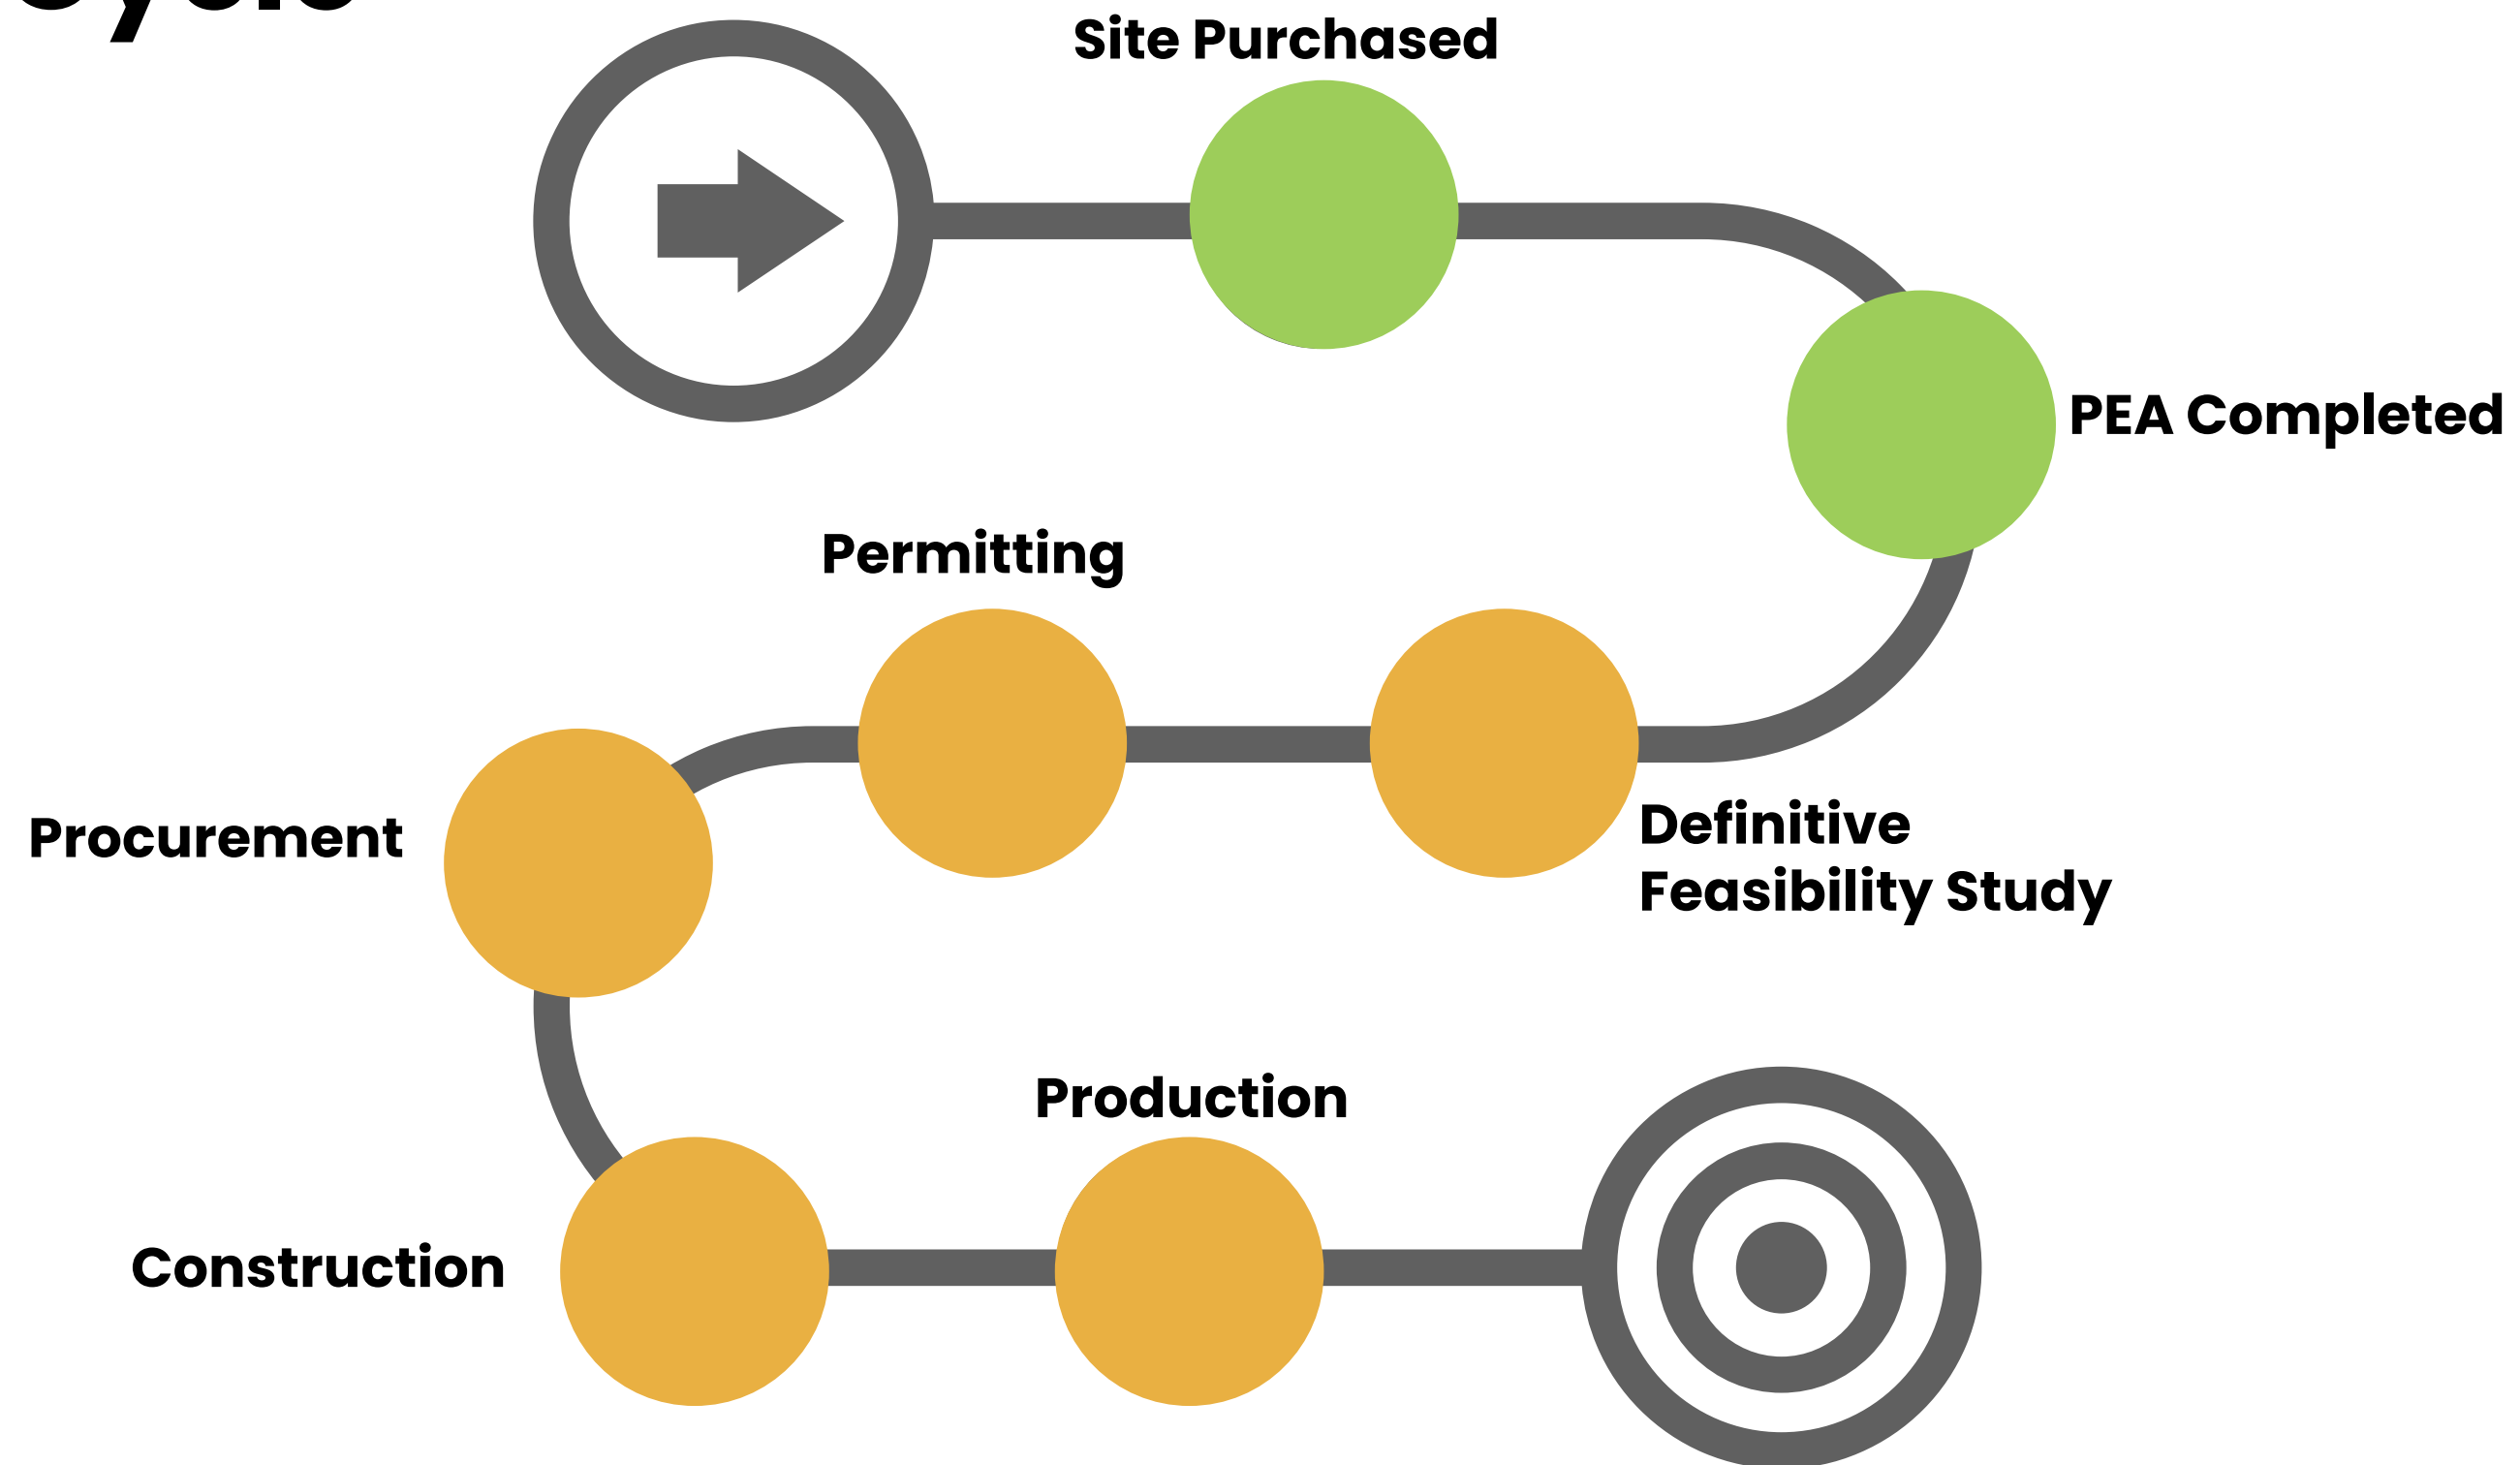 Site Purchased
PEA Completed
Permitting
Procurement
Definitive
Feasibility Study
Production
Construction